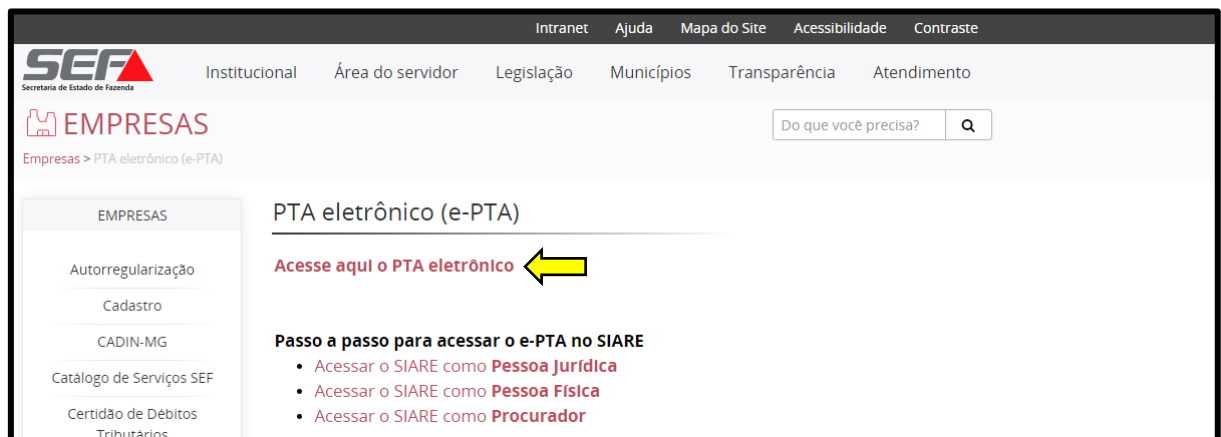 Intranet Ajuda Mapa do Site Acessibilidade Contraste
SEF
Secretaria de Estado de Fazenda
Institucional Área do servidor Legislação Municípios Transparência Atendimento
EMPRESAS
Do que você precisa?
Empresas > PTA eletrônico (e-PTA)
EMPRESAS
Autorregularização
Cadastro
CADIN-MG
Catálogo de Serviços SEF
Certidão de Débitos
Tributários
PTA eletrônico (e-PTA)
Acesse aqui o PTA eletrônico
Passo a passo para acessar o e-PTA no SIARE
• Acessar o SIARE como Pessoa Jurídica
• Acessar o SIARE como Pessoa Física
• Acessar o SIARE como Procurador